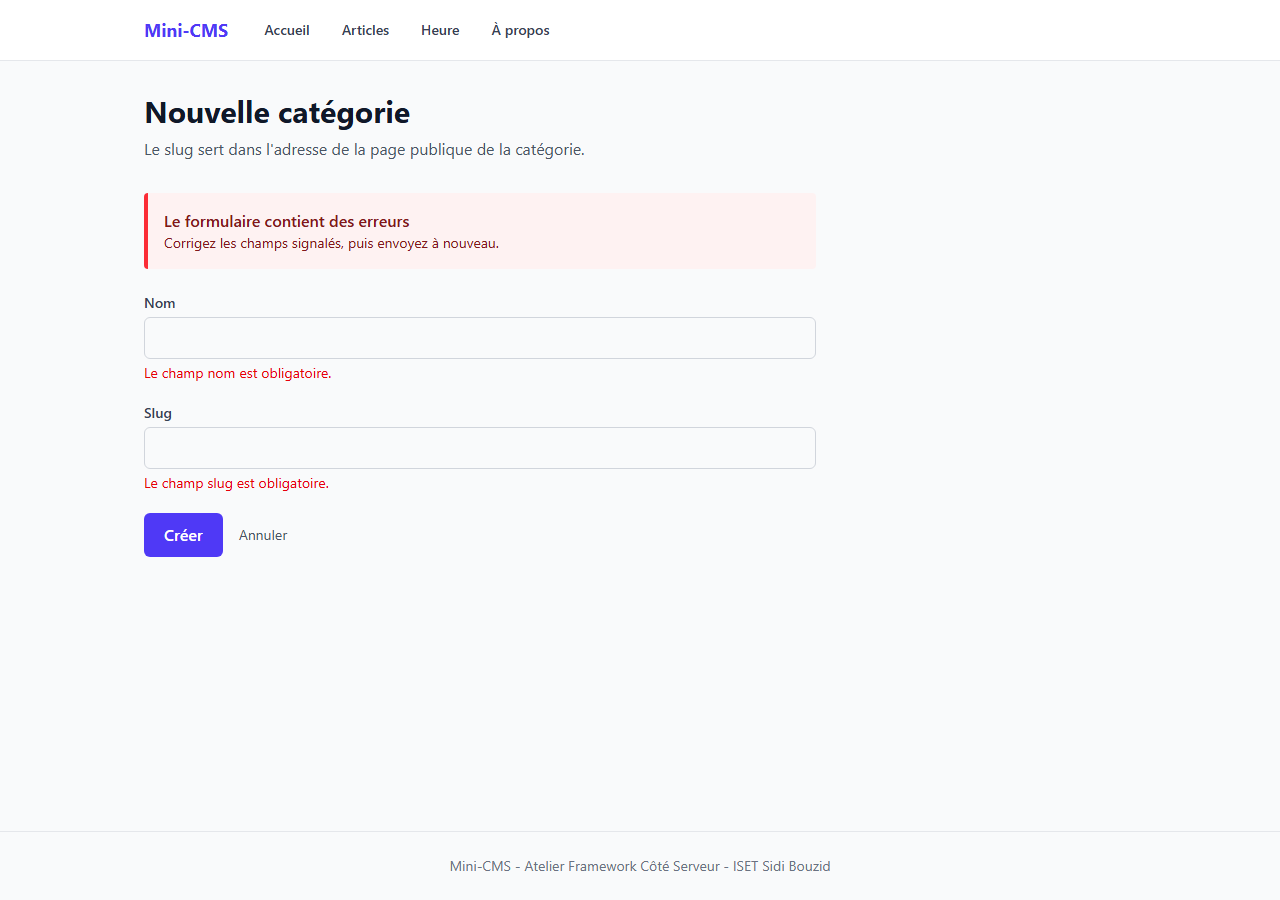 Mini-CMS Accueil Articles Heure À propos
Nouvelle catégorie
Le slug sert dans l'adresse de la page publique de la catégorie.
Le formulaire contient des erreurs
Corrigez les champs signalés, puis envoyez à nouveau.
Nom
Le champ nom est obligatoire.
Slug
Le champ slug est obligatoire.
Créer Annuler
Mini-CMS - Atelier Framework Côté Serveur - ISET Sidi Bouzid